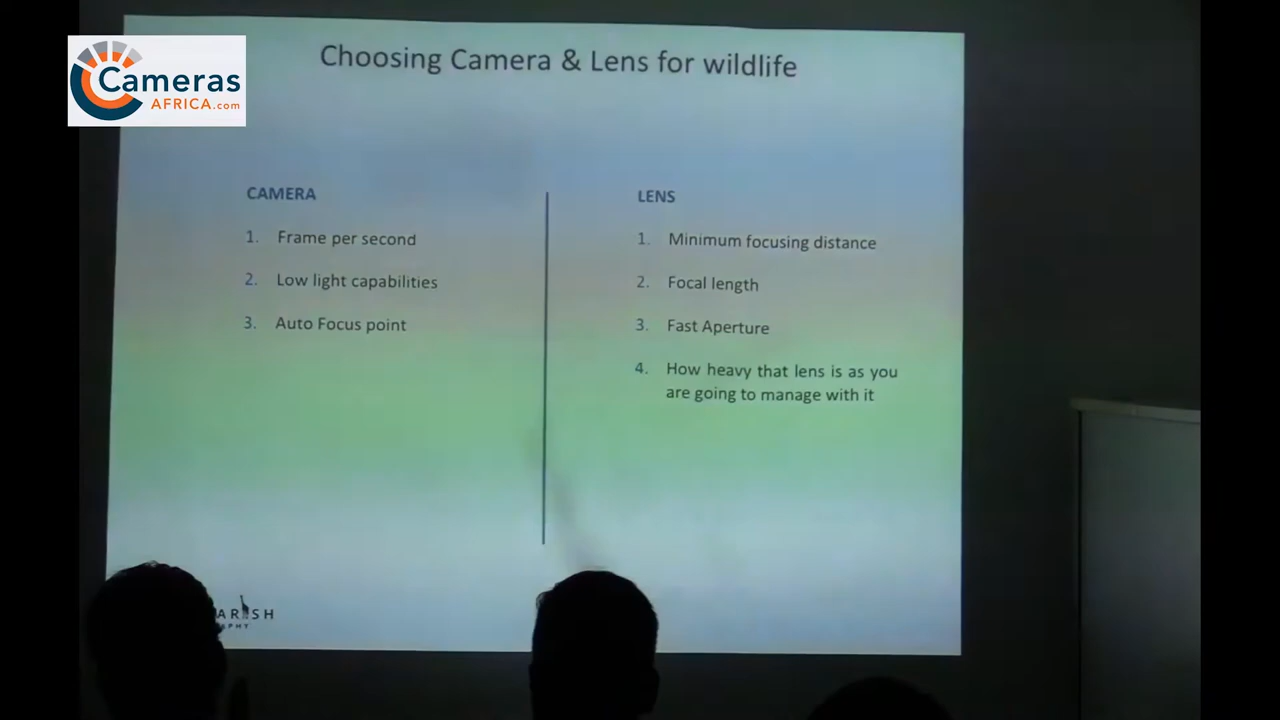 Cameras
AFRICA.com
Choosing Camera & Lens for wildlife
CAMERA
1. Frame per second
2. Low light capabilities
3. Auto Focus point
LENS
1. Minimum focusing distance
2. Focal length
3. Fast Aperture
4. How heavy that lens is as you
are going to manage with it